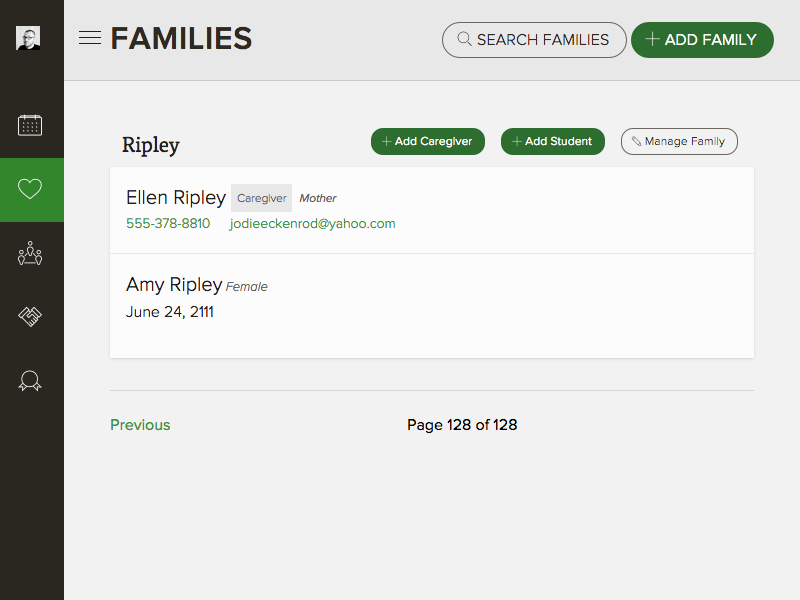 FAMILIES
SEARCH FAMILIES
ADD FAMILY
Ripley
Add Caregiver
Add Student
Manage Family
Ellen Ripley Caregiver Mother
555-378-8810 jodieeckenrod@yahoo.com
Amy Ripley Female
June 24, 2111
Previous
Page 128 of 128